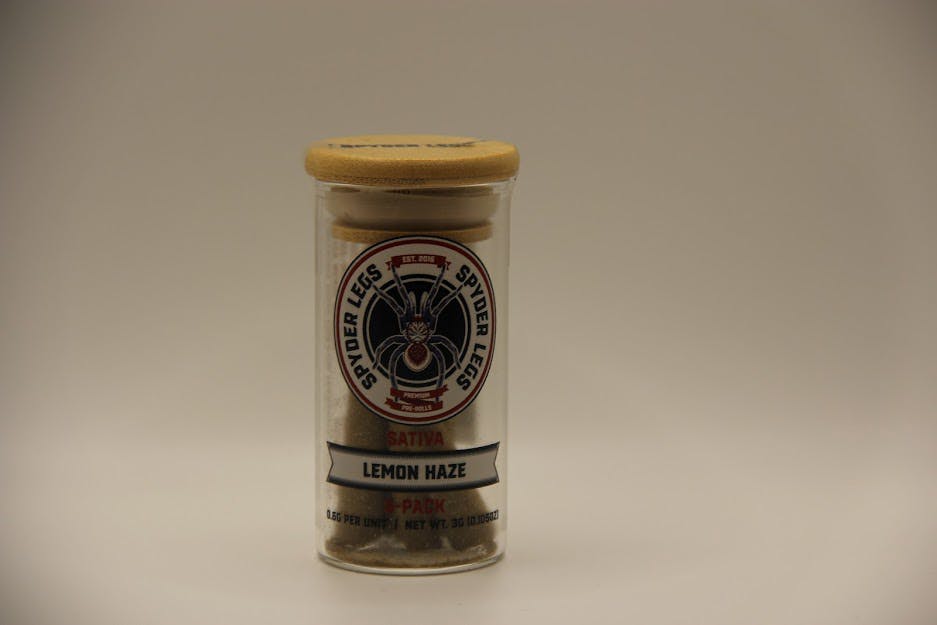 SPYDER LEGS
EST. 2016
SPYDER LEGS
SPYDER LEGS
PREMIUM
PRE-ROLLS
SATIVA
LEMON HAZE
-PACK
0.6G PER UNIT | NET WT. 3G (0.105OZ)